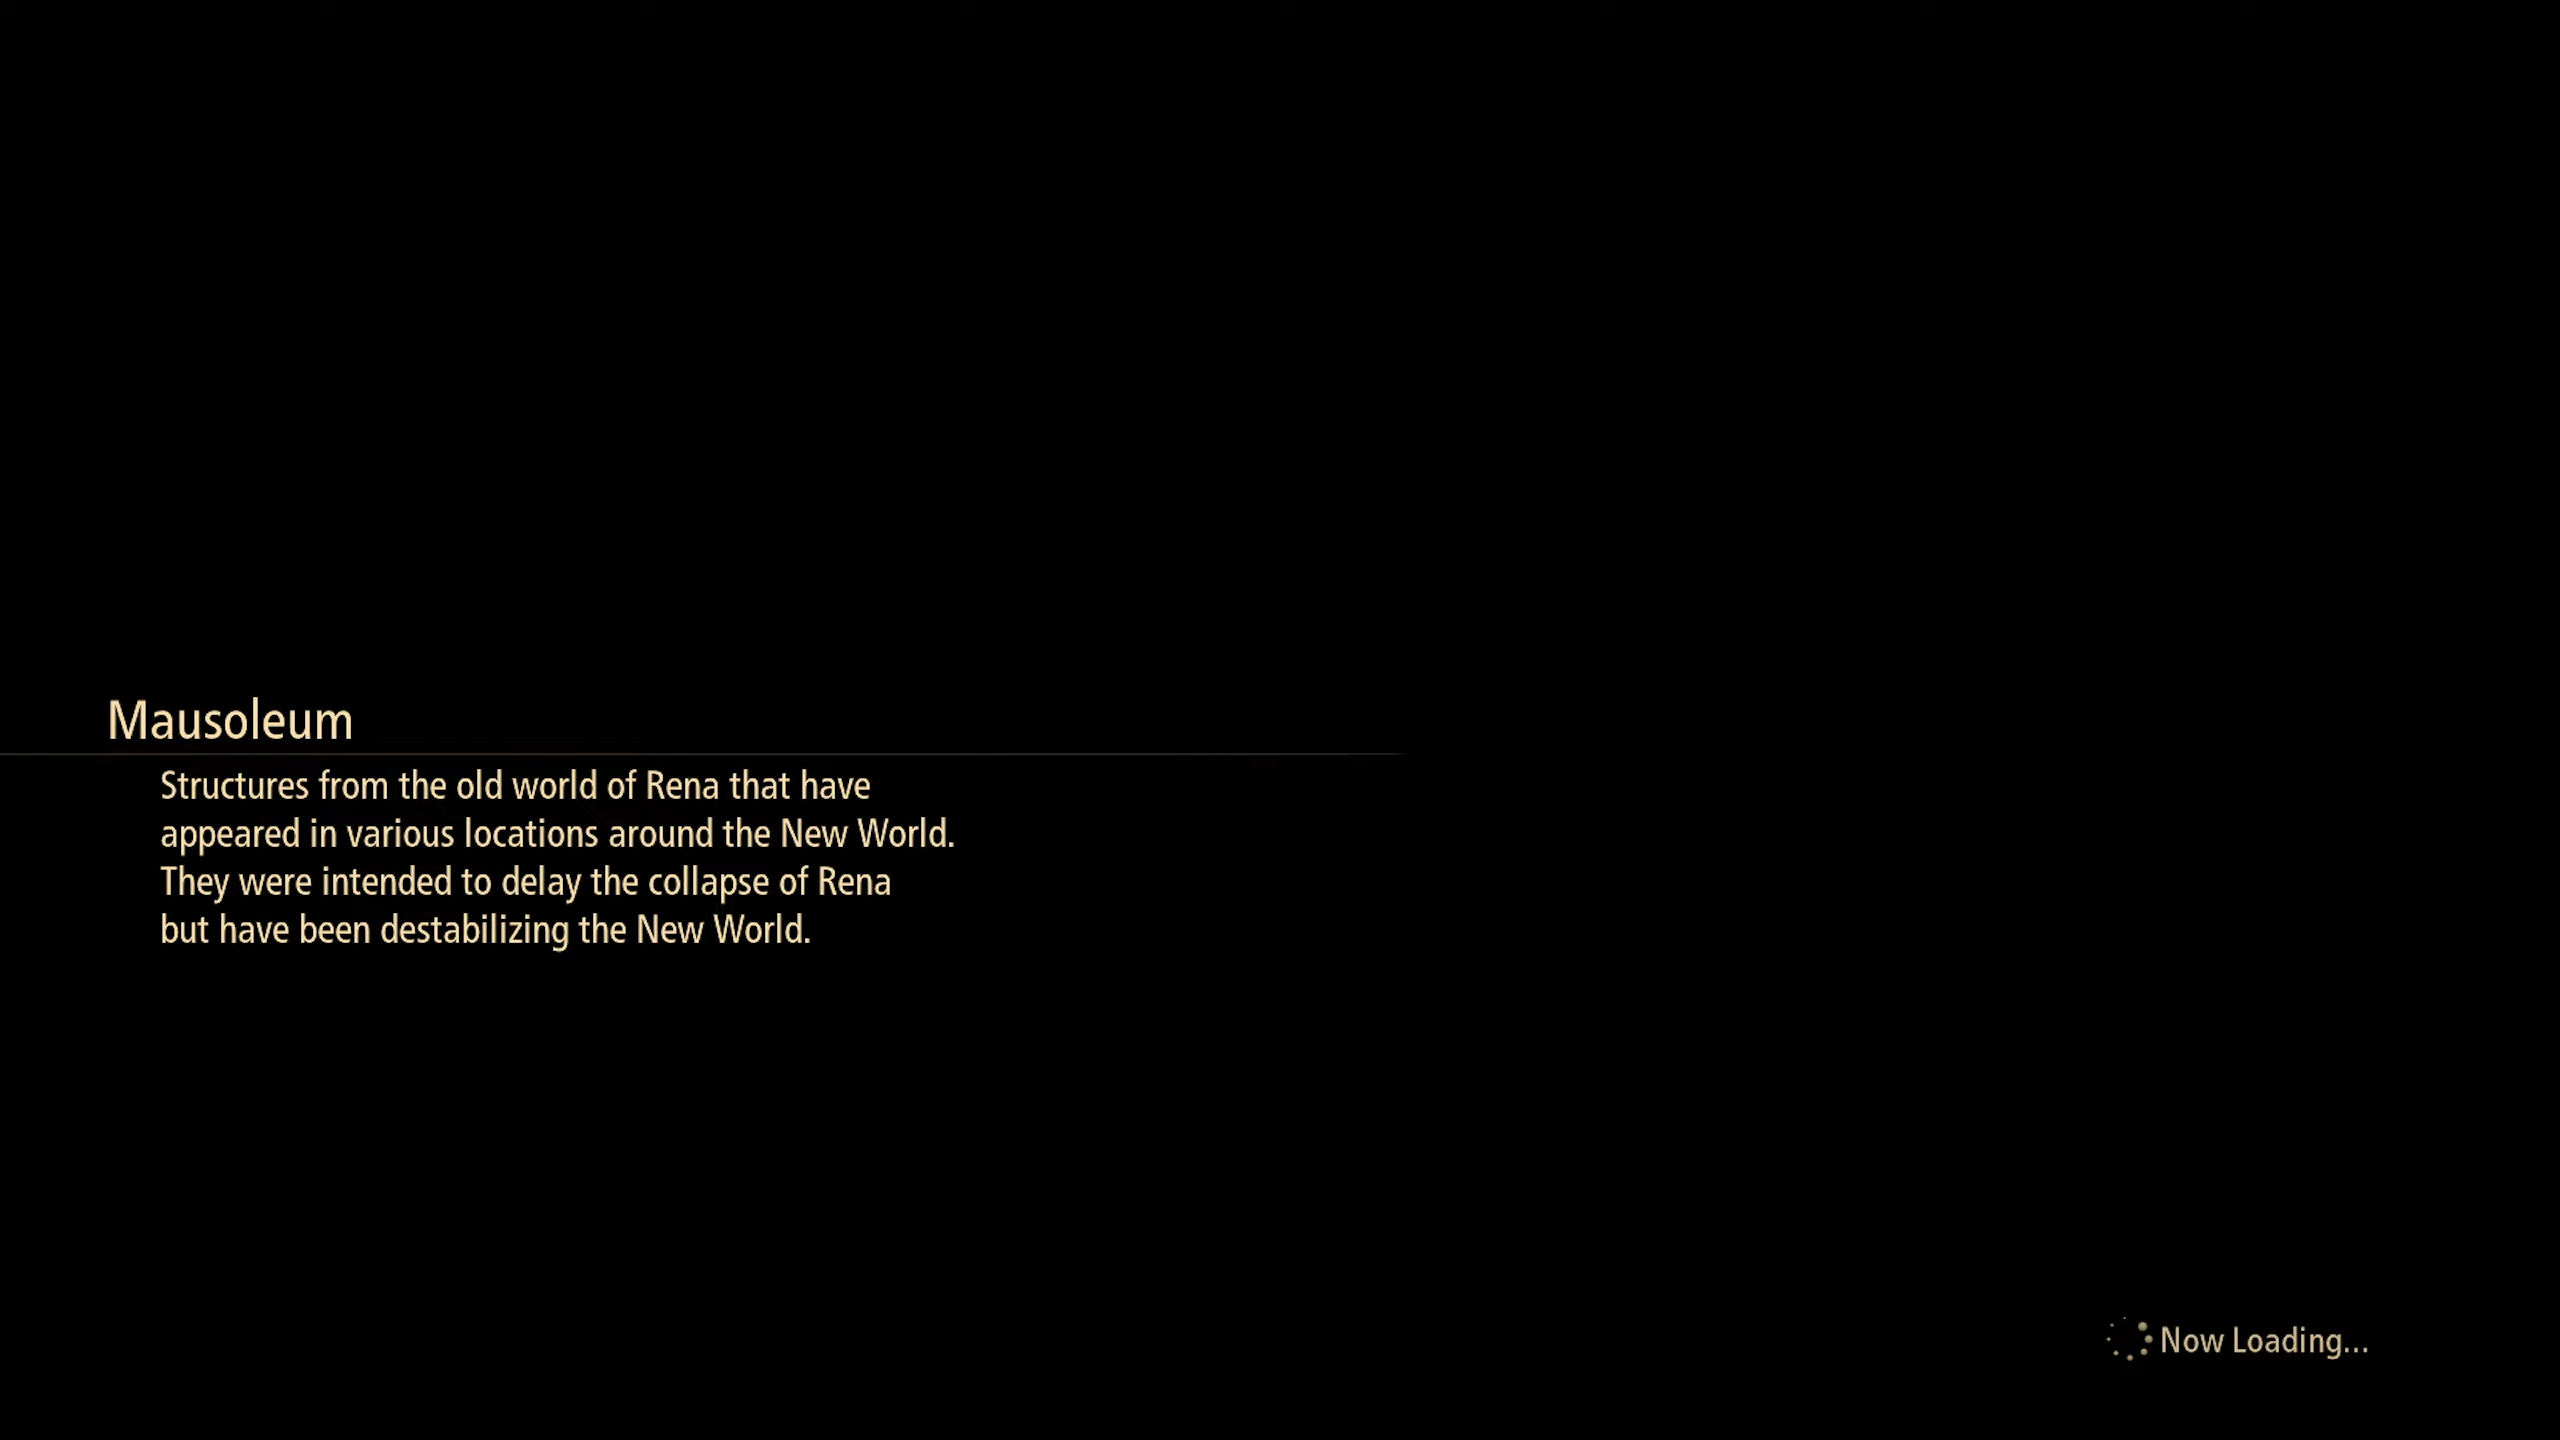 Mausoleum
Structures from the old world of Rena that have
appeared in various locations around the New World.
They were intended to delay the collapse of Rena
but have been destabilizing the New World.
Now Loading...